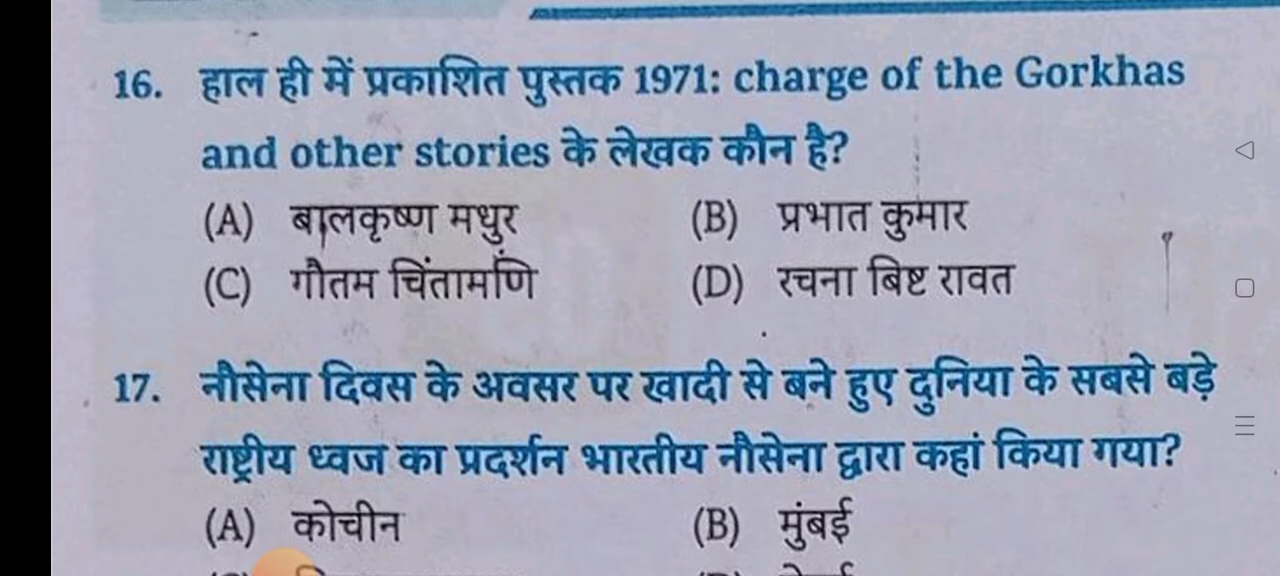 16. हाल ही में प्रकाशित पुस्तक 1971: charge of the Gorkhas
and other stories के लेखक कौन है?
(A) बालकृष्ण मधुर (B) प्रभात कुमार
(C) गौतम चिंतामणि (D) रचना बिष्ट रावत
17. नौसेना दिवस के अवसर पर खादी से बने हुए दुनिया के सबसे बड़े
राष्ट्रीय ध्वज का प्रदर्शन भारतीय नौसेना द्वारा कहां किया गया?
(A) कोचीन (B) मुंबई